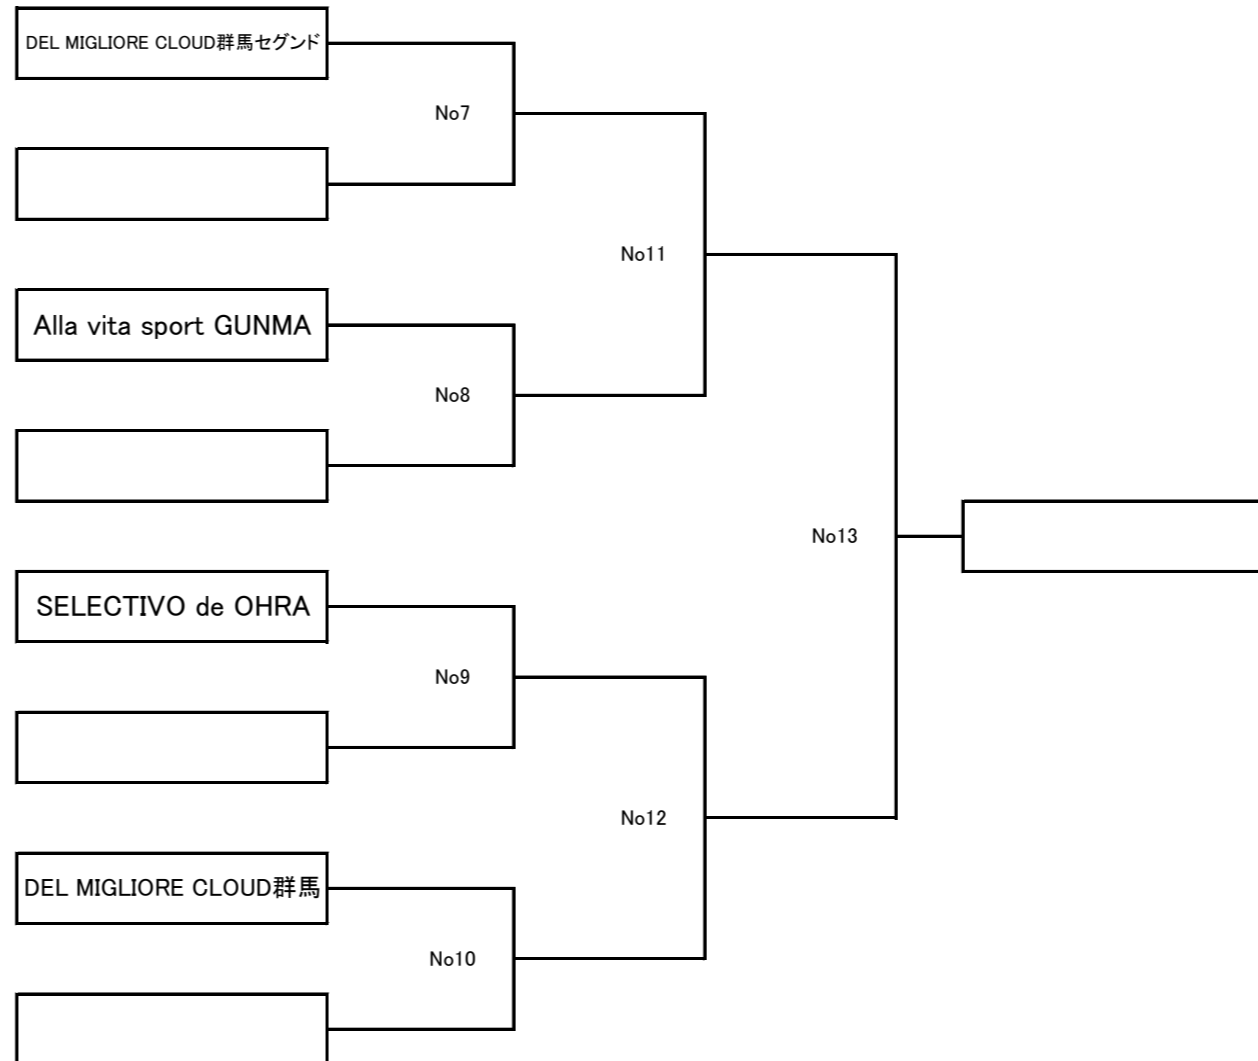 DEL MIGLIORE CLOUD群馬セグンド
No7
No11
Alla vita sport GUNMA
No8
No13
SELECTIVO de OHRA
No9
No12
DEL MIGLIORE CLOUD群馬
No10